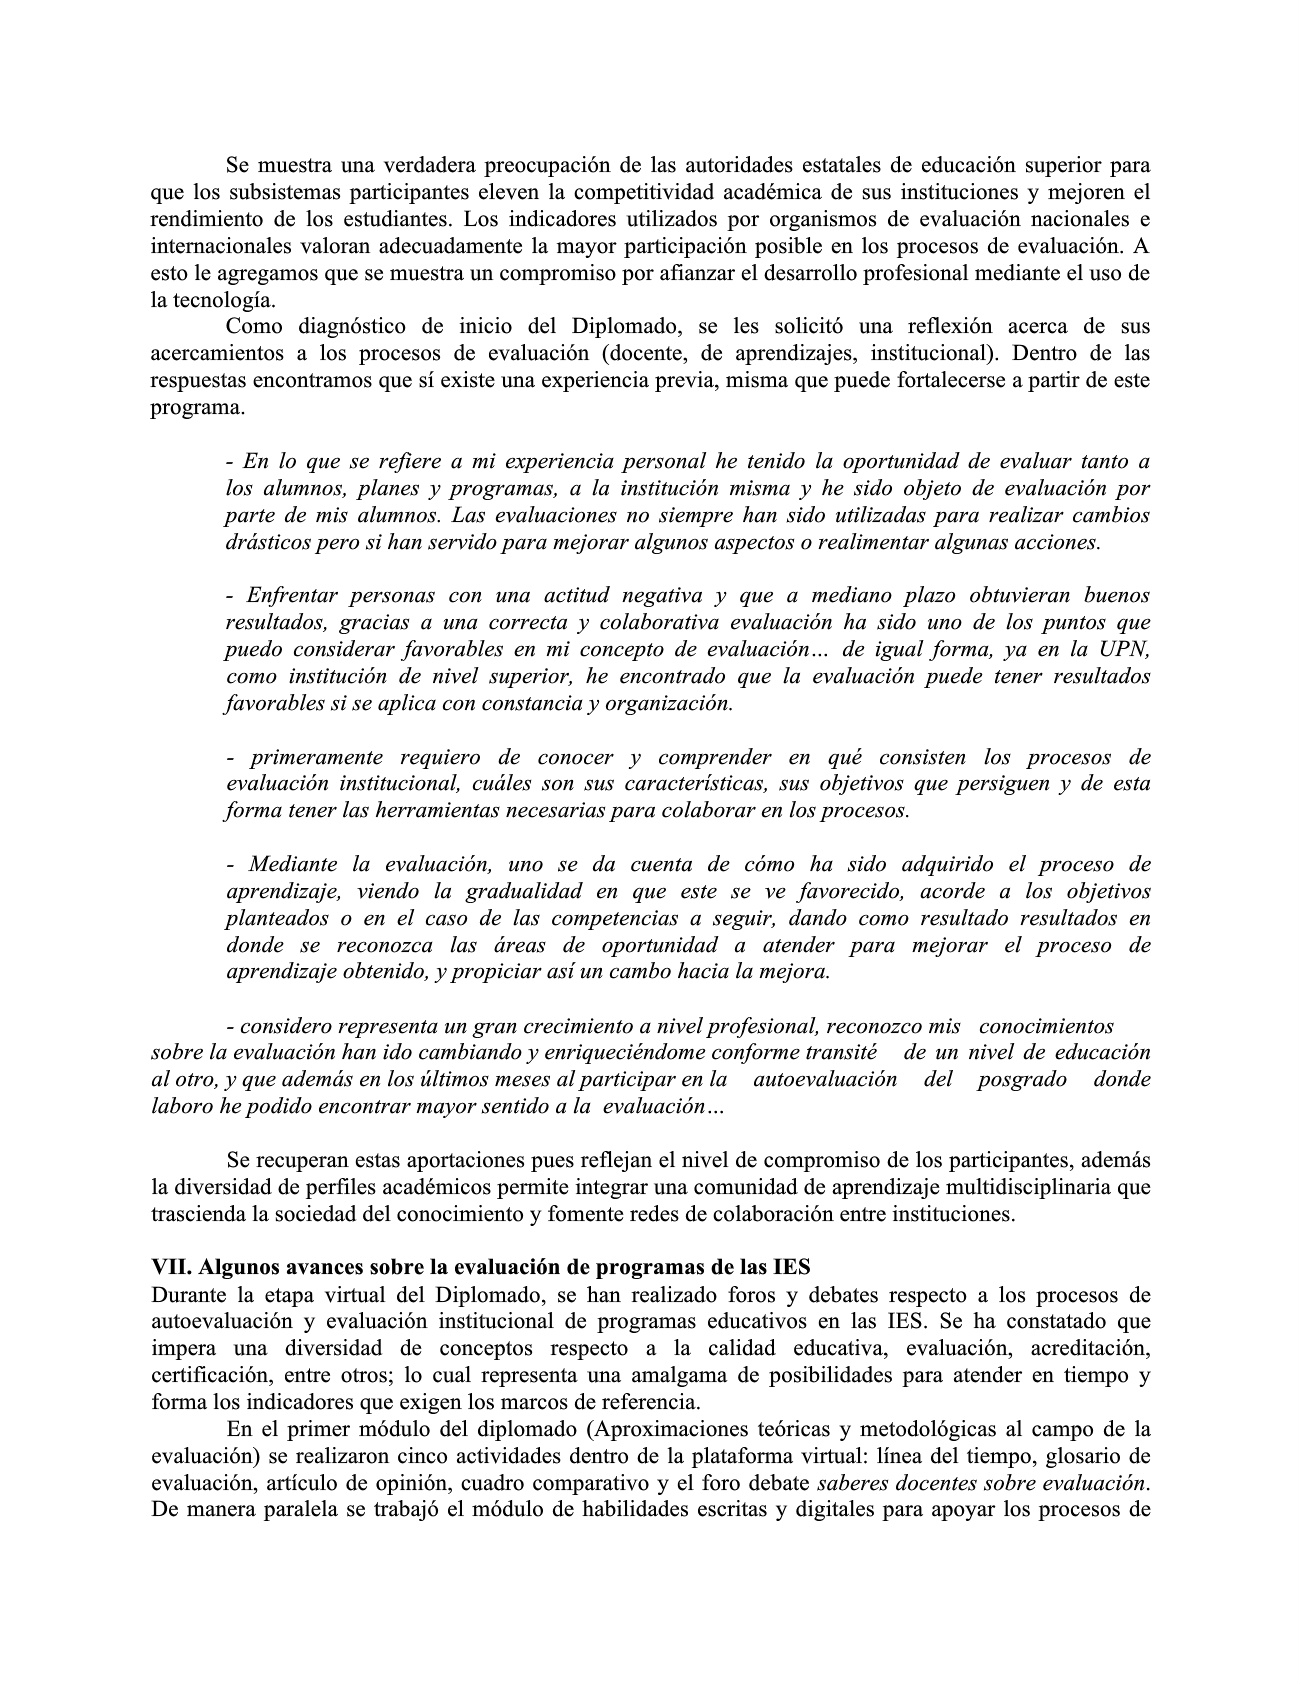 Se muestra una verdadera preocupación de las autoridades estatales de educación superior para
que los subsistemas participantes eleven la competitividad académica de sus instituciones y mejoren el
rendimiento de los estudiantes. Los indicadores utilizados por organismos de evaluación nacionales e
internacionales valoran adecuadamente la mayor participación posible en los procesos de evaluación. A
esto le agregamos que se muestra un compromiso por afianzar el desarrollo profesional mediante el uso de
la tecnología.
Como diagnóstico de inicio del Diplomado, se les solicitó una reflexión acerca de sus
acercamientos a los procesos de evaluación (docente, de aprendizajes, institucional). Dentro de las
respuestas encontramos que sí existe una experiencia previa, misma que puede fortalecerse a partir de este
programa.
- En lo que se refiere a mi experiencia personal he tenido la oportunidad de evaluar tanto a
los alumnos, planes y programas, a la institución misma y he sido objeto de evaluación por
parte de mis alumnos. Las evaluaciones no siempre han sido utilizadas para realizar cambios
drásticos pero si han servido para mejorar algunos aspectos o realimentar algunas acciones.
- Enfrentar personas con una actitud negativa y que a mediano plazo obtuvieran buenos
resultados, gracias a una correcta y colaborativa evaluación ha sido uno de los puntos que
puedo considerar favorables en mi concepto de evaluación… de igual forma, ya en la UPN,
como institución de nivel superior, he encontrado que la evaluación puede tener resultados
favorables si se aplica con constancia y organización.
- primeramente requiero de conocer y comprender en qué consisten los procesos de
evaluación institucional, cuáles son sus características, sus objetivos que persiguen y de esta
forma tener las herramientas necesarias para colaborar en los procesos.
- Mediante la evaluación, uno se da cuenta de cómo ha sido adquirido el proceso de
aprendizaje, viendo la gradualidad en que este se ve favorecido, acorde a los objetivos
planteados o en el caso de las competencias a seguir, dando como resultado resultados en
donde se reconozca las áreas de oportunidad a atender para mejorar el proceso de
aprendizaje obtenido, y propiciar así un cambo hacia la mejora.
- considero representa un gran crecimiento a nivel profesional, reconozco mis conocimientos
sobre la evaluación han ido cambiando y enriqueciéndome conforme transité de un nivel de educación
al otro, y que además en los últimos meses al participar en la autoevaluación del posgrado donde
laboro he podido encontrar mayor sentido a la evaluación…
Se recuperan estas aportaciones pues reflejan el nivel de compromiso de los participantes, además
la diversidad de perfiles académicos permite integrar una comunidad de aprendizaje multidisciplinaria que
trascienda la sociedad del conocimiento y fomente redes de colaboración entre instituciones.
VII. Algunos avances sobre la evaluación de programas de las IES
Durante la etapa virtual del Diplomado, se han realizado foros y debates respecto a los procesos de
autoevaluación y evaluación institucional de programas educativos en las IES. Se ha constatado que
impera una diversidad de conceptos respecto a la calidad educativa, evaluación, acreditación,
certificación, entre otros; lo cual representa una amalgama de posibilidades para atender en tiempo y
forma los indicadores que exigen los marcos de referencia.
En el primer módulo del diplomado (Aproximaciones teóricas y metodológicas al campo de la
evaluación) se realizaron cinco actividades dentro de la plataforma virtual: línea del tiempo, glosario de
evaluación, artículo de opinión, cuadro comparativo y el foro debate saberes docentes sobre evaluación.
De manera paralela se trabajó el módulo de habilidades escritas y digitales para apoyar los procesos de